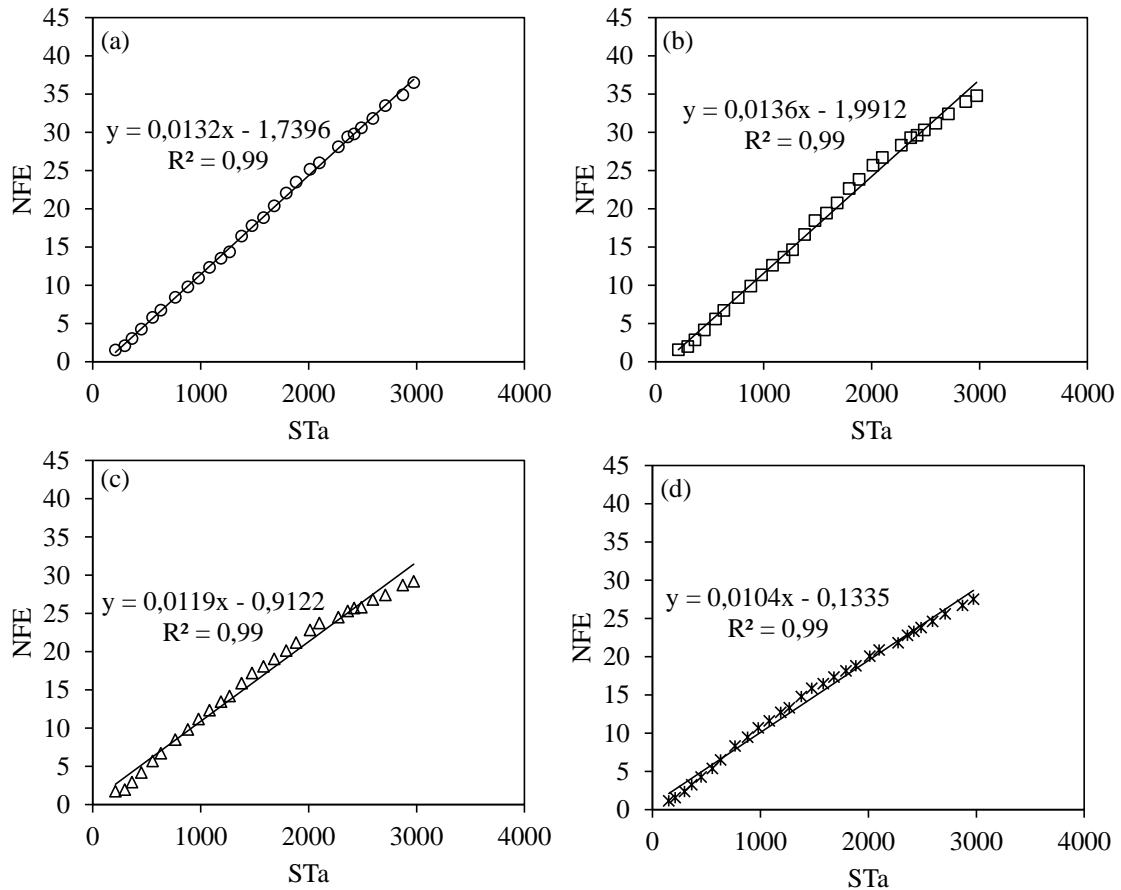 (a)
45
40
35
30
25
20
15
10
5
0
NFE
y = 0,0132x - 1,7396
R² = 0,99
0 1000 2000 3000 4000
STa
(b)
45
40
35
30
25
20
15
10
5
0
NFE
y = 0,0136x - 1,9912
R² = 0,99
0 1000 2000 3000 4000
STa
(c)
45
40
35
30
25
20
15
10
5
0
NFE
y = 0,0119x - 0,9122
R² = 0,99
0 1000 2000 3000 4000
STa
(d)
45
40
35
30
25
20
15
10
5
0
NFE
y = 0,0104x - 0,1335
R² = 0,99
0 1000 2000 3000 4000
STa